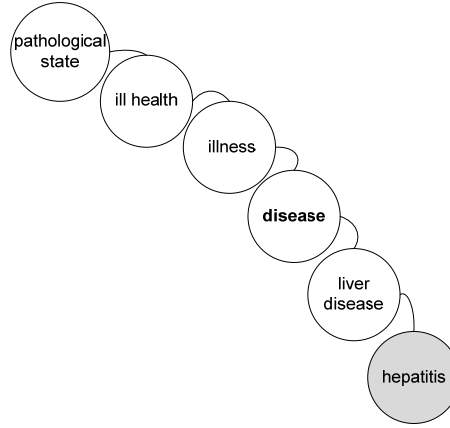 pathological
state
ill health
illness
disease
liver
disease
hepatitis